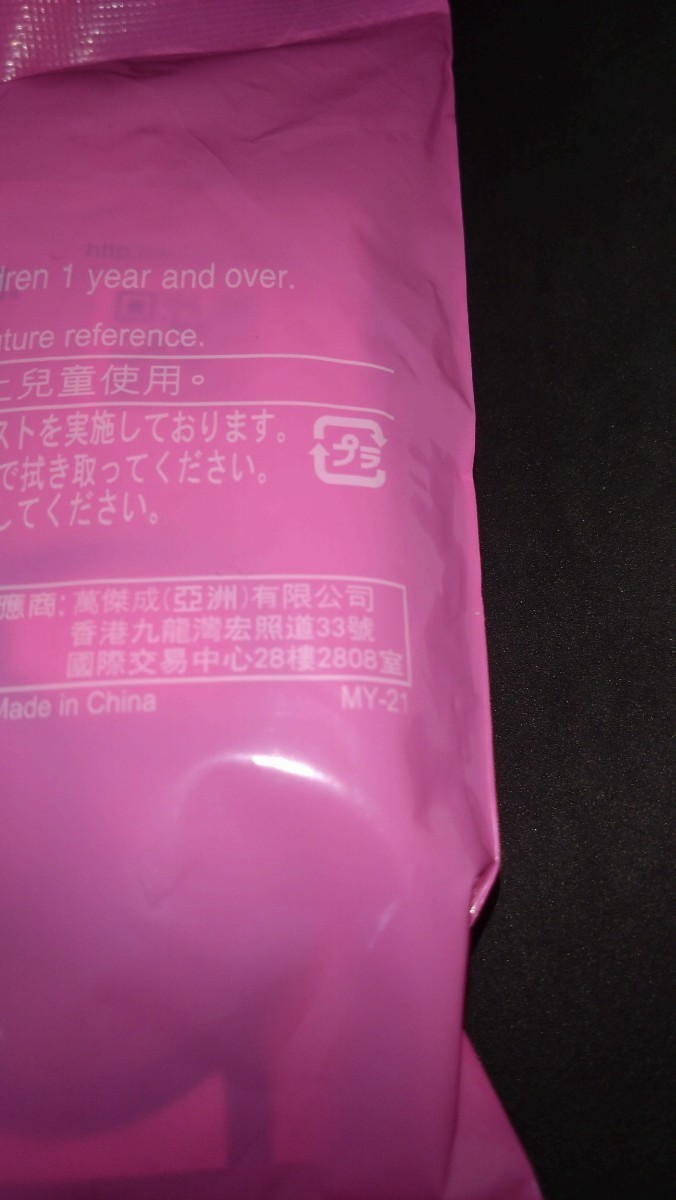 http
dren 1 year and over.
ture reference.
上兒童使用。
ストを実施しております。
で拭き取ってください。
してください。
プラ
應商:萬傑成(亞洲)有限公司
香港九龍灣宏照道33號
國際交易中心28樓2808室
Made in China
MY-21